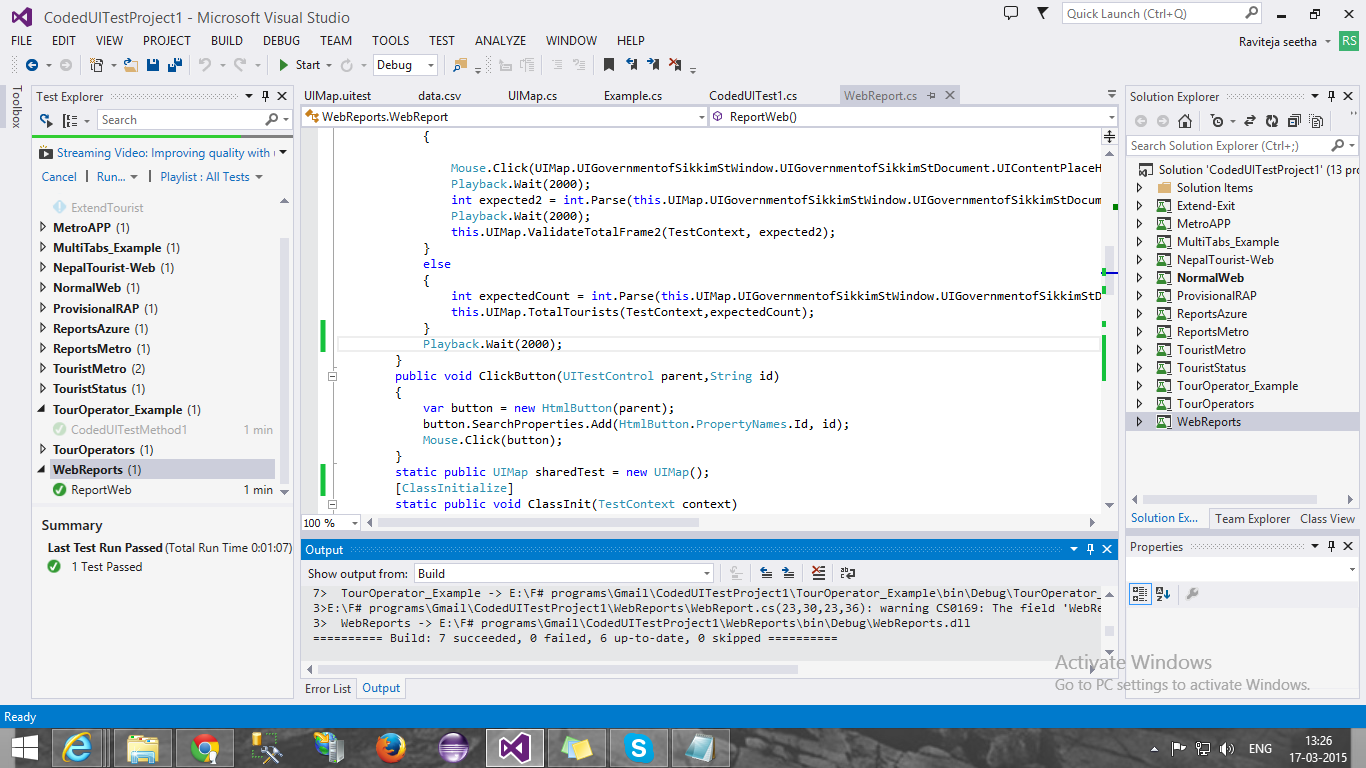 CodedUITestProject1 - Microsoft Visual Studio
Quick Launch (Ctrl+Q)
FILE EDIT VIEW PROJECT BUILD DEBUG TEAM TOOLS TEST ANALYZE WINDOW HELP
Raviteja seetha RS
Start Debug
Toolbox
Test Explorer
Search
Streaming Video: Improving quality with
Cancel | Run... | Playlist : All Tests
ExtendTourist
MetroAPP (1)
MultiTabs_Example (1)
NepalTourist-Web (1)
NormalWeb (1)
ProvisionalRAP (1)
ReportsAzure (1)
ReportsMetro (1)
TouristMetro (2)
TouristStatus (1)
TourOperator_Example (1)
CodedUITestMethod1 1 min
TourOperators (1)
WebReports (1)
ReportWeb 1 min
Summary
Last Test Run Passed (Total Run Time 0:01:07)
1 Test Passed
UIMap.uitest data.csv UIMap.cs Example.cs CodedUITest1.cs WebReport.cs
WebReports.WebReport ReportWeb()
{
Mouse.Click(UIMap.UIGovernmentofSikkimStWindow.UIGovernmentofSikkimStDocument.UIContentPlaceH
Playback.Wait(2000);
int expected2 = int.Parse(this.UIMap.UIGovernmentofSikkimStWindow.UIGovernmentofSikkimStDocum
Playback.Wait(2000);
this.UIMap.ValidateTotalFrame2(TestContext, expected2);
}
else
{
int expectedCount = int.Parse(this.UIMap.UIGovernmentofSikkimStWindow.UIGovernmentofSikkimStD
this.UIMap.TotalTourists(TestContext,expectedCount);
}
Playback.Wait(2000);
}
public void ClickButton(UITestControl parent,String id)
{
var button = new HtmlButton(parent);
button.SearchProperties.Add(HtmlButton.PropertyNames.Id, id);
Mouse.Click(button);
}
static public UIMap sharedTest = new UIMap();
[ClassInitialize]
static public void ClassInit(TestContext context)
100 %
Output
Show output from: Build
7> TourOperator_Example -> E:\F# programs\Gmail\CodedUITestProject1\TourOperator_Example\bin\Debug\TourOperator_
3>E:\F# programs\Gmail\CodedUITestProject1\WebReports\WebReport.cs(23,30,23,36): warning CS0169: The field 'WebRe
3> WebReports -> E:\F# programs\Gmail\CodedUITestProject1\WebReports\bin\Debug\WebReports.dll
========== Build: 7 succeeded, 0 failed, 6 up-to-date, 0 skipped ==========
Error List Output
Solution Explorer
Search Solution Explorer (Ctrl+;)
Solution 'CodedUITestProject1' (13 pro
Solution Items
Extend-Exit
MetroAPP
MultiTabs_Example
NepalTourist-Web
NormalWeb
ProvisionalRAP
ReportsAzure
ReportsMetro
TouristMetro
TouristStatus
TourOperator_Example
TourOperators
WebReports
Solution Ex... Team Explorer Class View
Properties
Activate Windows
Go to PC settings to activate Windows.
Ready
ENG
13:26
17-03-2015